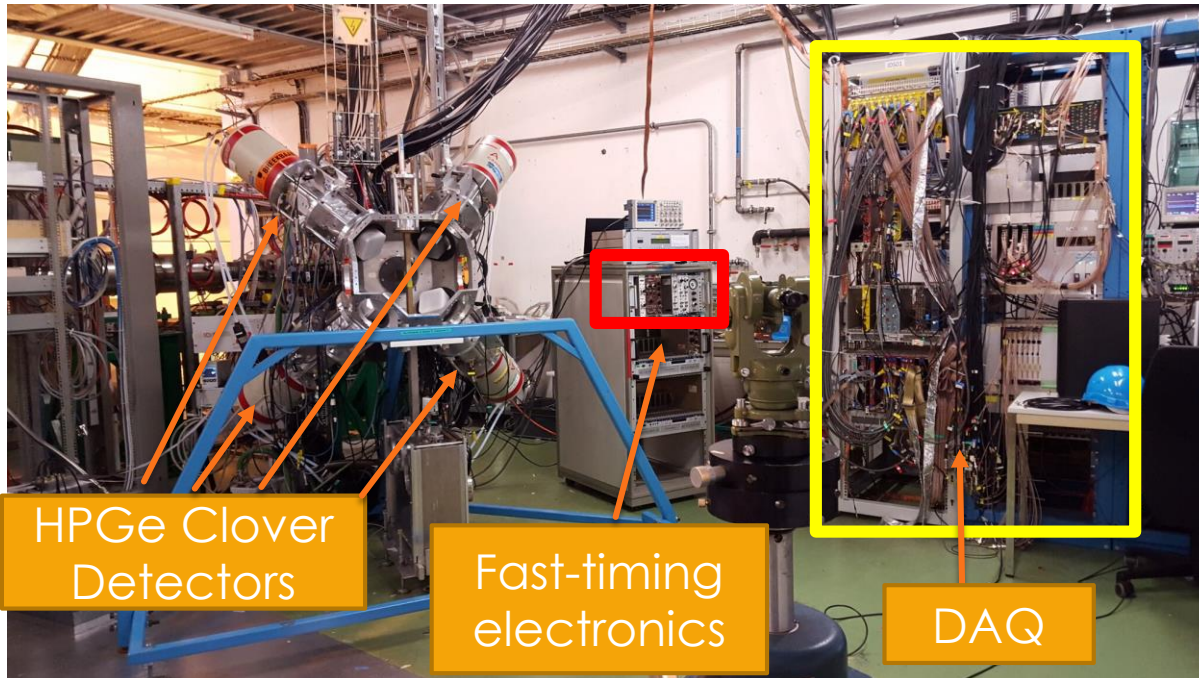 HPGe Clover
Detectors
Fast-timing
electronics
DAQ